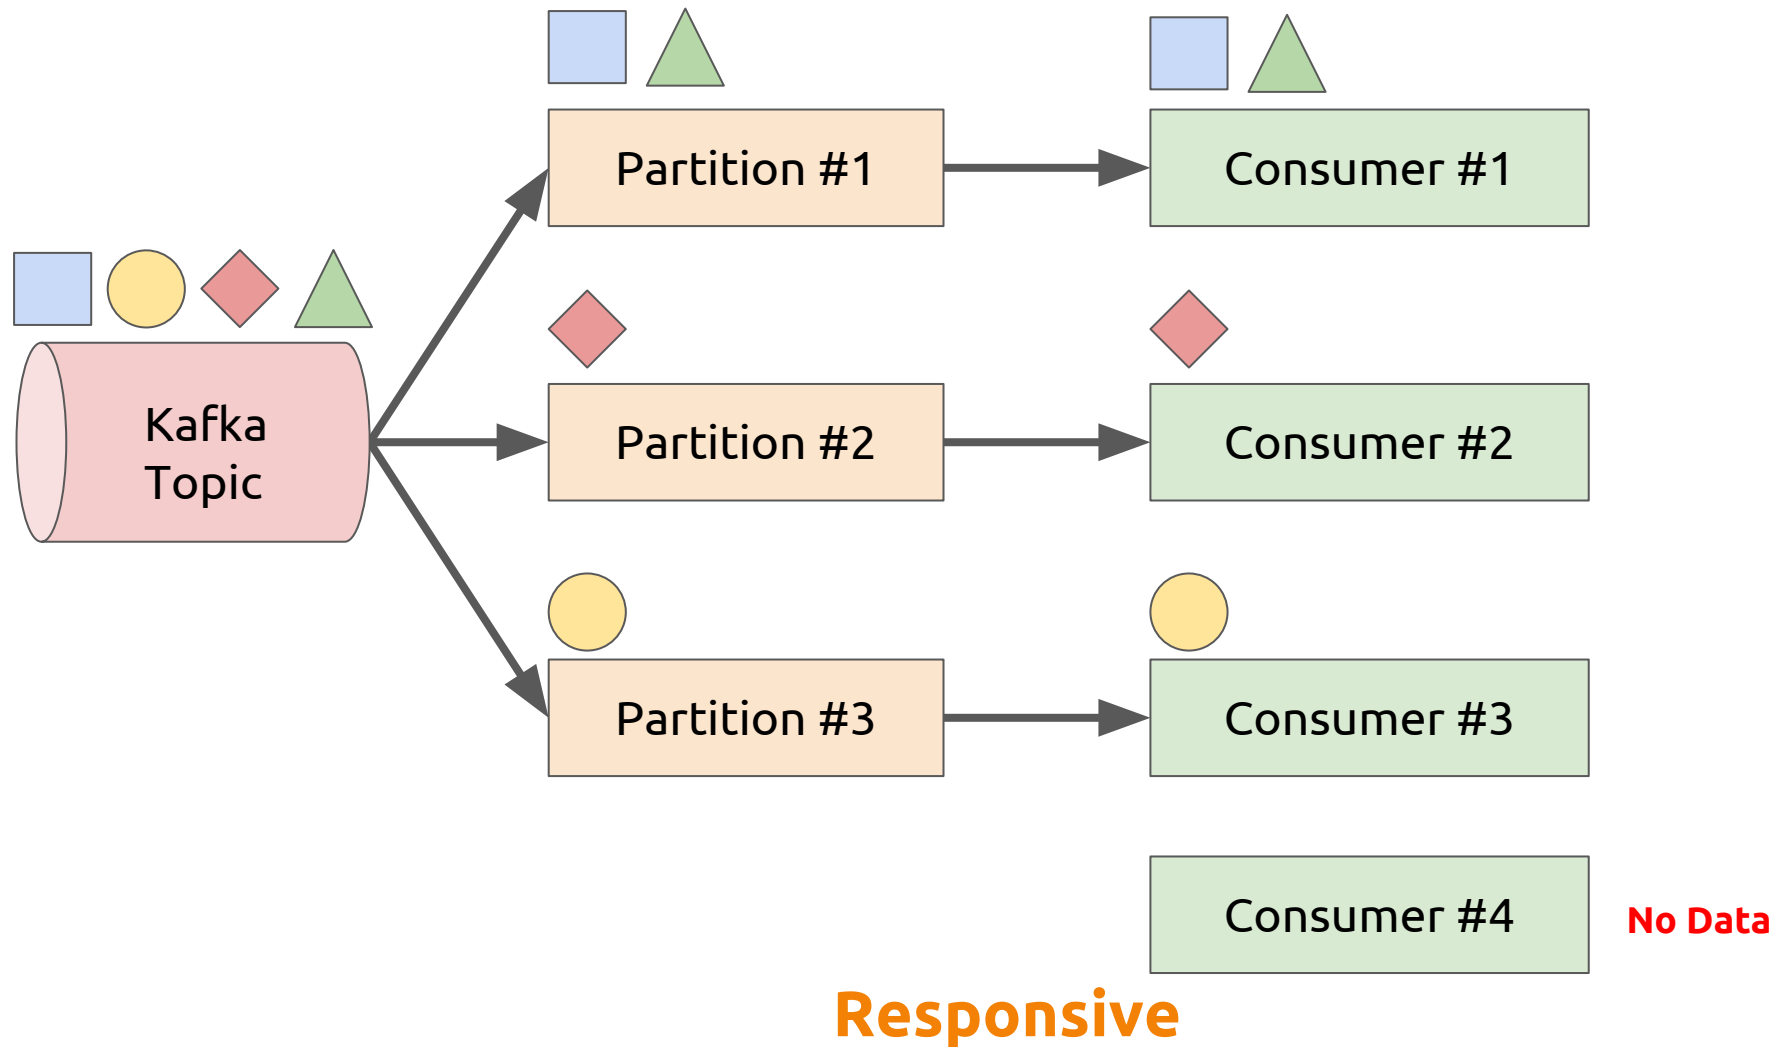 Partition #1
Consumer #1
Kafka
Topic
Partition #2
Consumer #2
Partition #3
Consumer #3
Consumer #4
No Data
Responsive